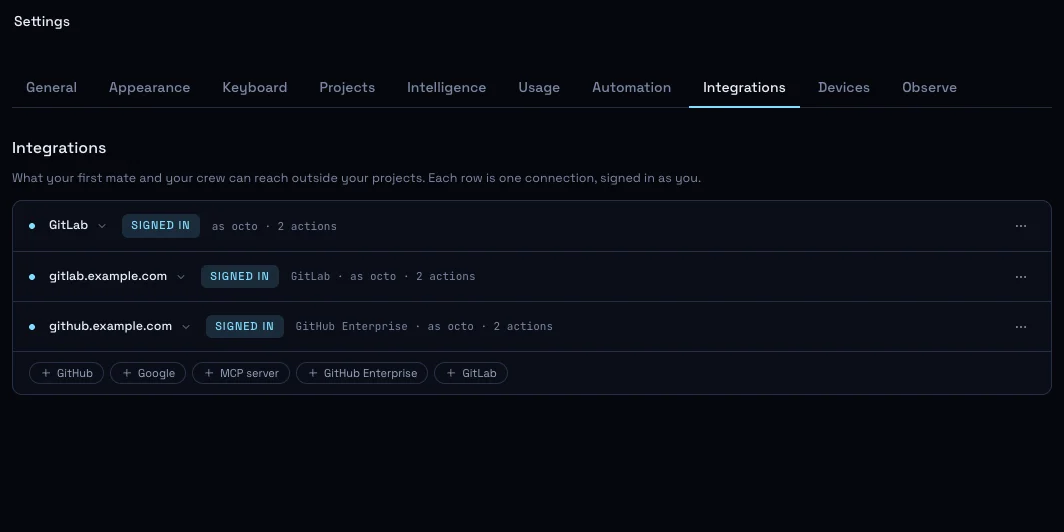 Settings
General Appearance Keyboard Projects Intelligence Usage Automation Integrations Devices Observe
Integrations
What your first mate and your crew can reach outside your projects. Each row is one connection, signed in as you.
GitLab SIGNED IN as octo · 2 actions ···
gitlab.example.com SIGNED IN GitLab · as octo · 2 actions ···
github.example.com SIGNED IN GitHub Enterprise · as octo · 2 actions ···
+ GitHub + Google + MCP server + GitHub Enterprise + GitLab